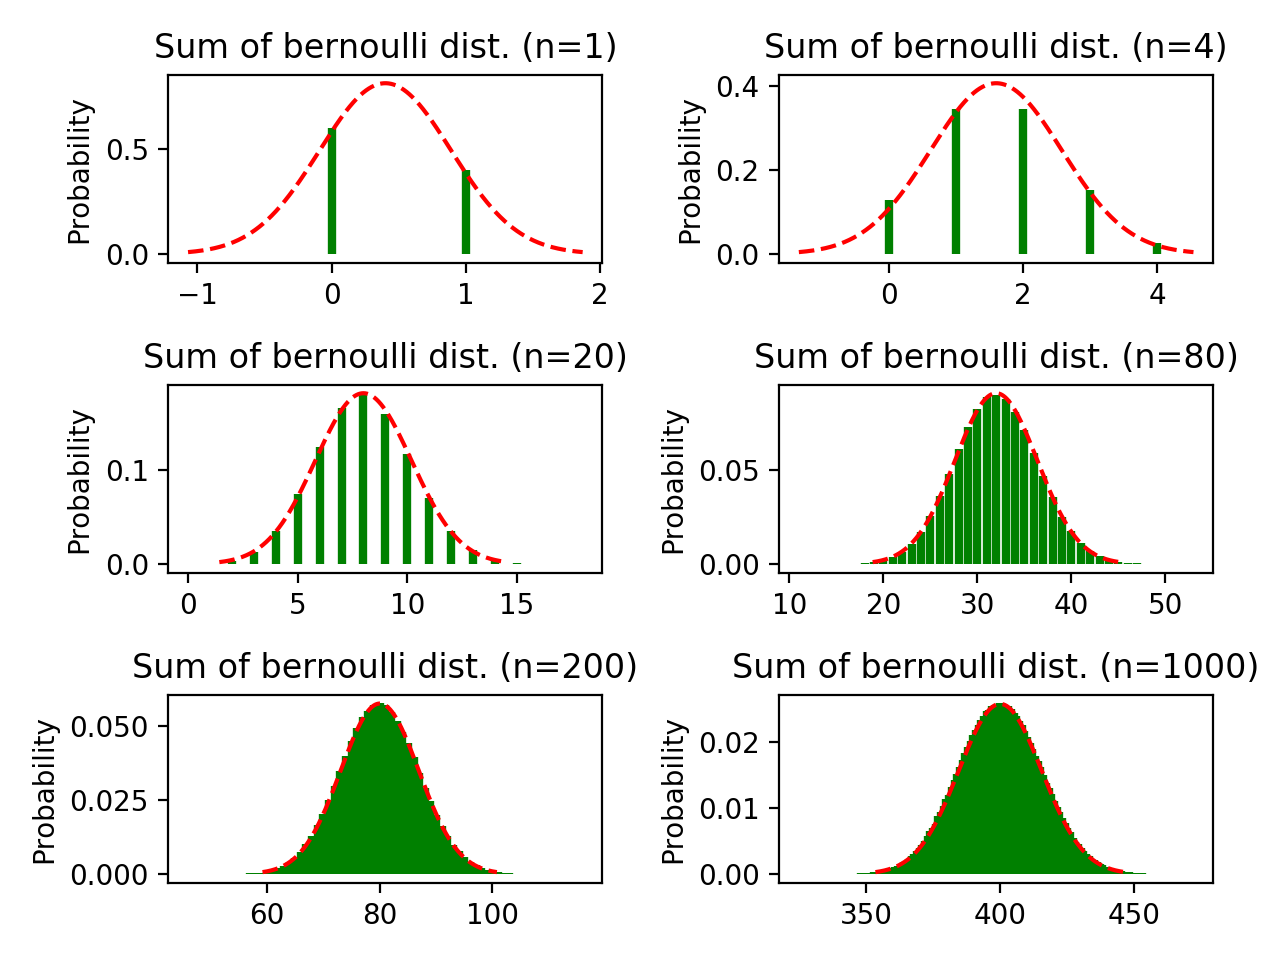 Sum of bernoulli dist. (n=1)
Probability
0.5
0.0
−1 0 1 2
Sum of bernoulli dist. (n=4)
Probability
0.4
0.2
0.0
0 2 4
Sum of bernoulli dist. (n=20)
Probability
0.1
0.0
0 5 10 15
Sum of bernoulli dist. (n=80)
Probability
0.05
0.00
10 20 30 40 50
Sum of bernoulli dist. (n=200)
Probability
0.050
0.025
0.000
60 80 100
Sum of bernoulli dist. (n=1000)
Probability
0.02
0.01
0.00
350 400 450